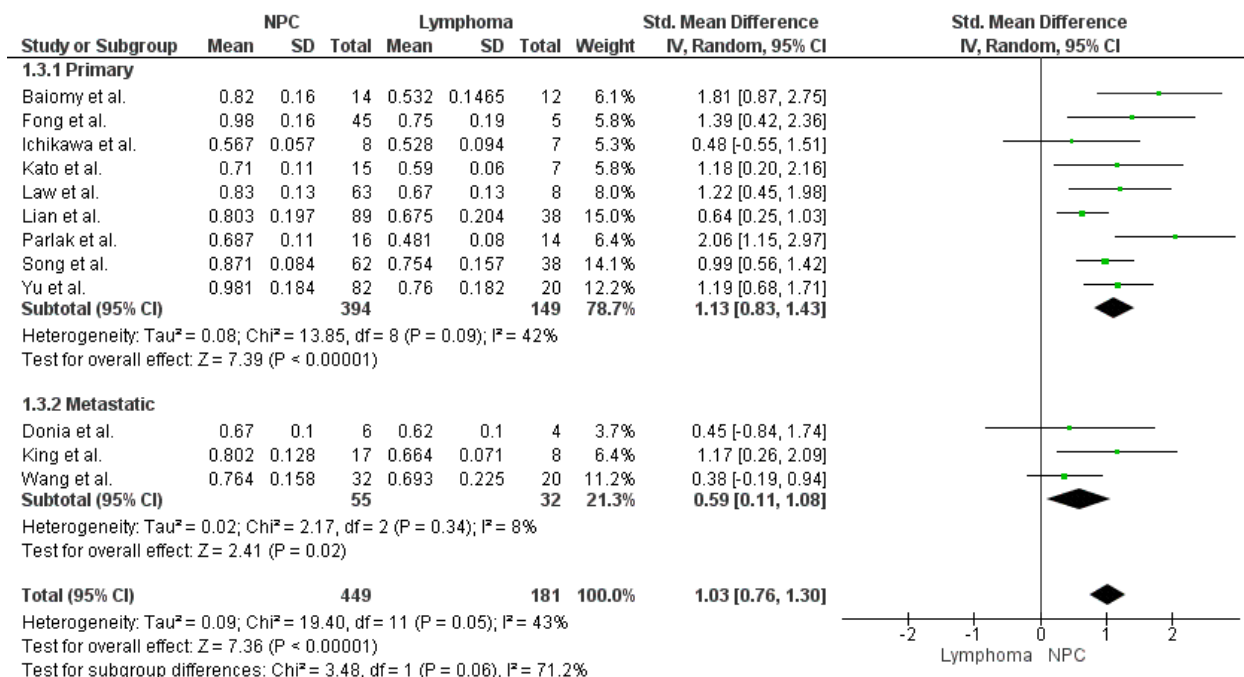 NPC Lymphoma Std. Mean Difference Std. Mean Difference
Study or Subgroup Mean SD Total Mean SD Total Weight IV, Random, 95% CI IV, Random, 95% CI
1.3.1 Primary
Baiomy et al. 0.82 0.16 14 0.532 0.1465 12 6.1% 1.81 [0.87, 2.75]
Fong et al. 0.98 0.16 45 0.75 0.19 5 5.8% 1.39 [0.42, 2.36]
Ichikawa et al. 0.567 0.057 8 0.528 0.094 7 5.3% 0.48 [-0.55, 1.51]
Kato et al. 0.71 0.11 15 0.59 0.06 7 5.8% 1.18 [0.20, 2.16]
Law et al. 0.83 0.13 63 0.67 0.13 8 8.0% 1.22 [0.45, 1.98]
Lian et al. 0.803 0.197 89 0.675 0.204 38 15.0% 0.64 [0.25, 1.03]
Parlak et al. 0.687 0.11 16 0.481 0.08 14 6.4% 2.06 [1.15, 2.97]
Song et al. 0.871 0.084 62 0.754 0.157 38 14.1% 0.99 [0.56, 1.42]
Yu et al. 0.981 0.184 82 0.76 0.182 20 12.2% 1.19 [0.68, 1.71]
Subtotal (95% CI) 394 149 78.7% 1.13 [0.83, 1.43]
Heterogeneity: Tau² = 0.08; Chi² = 13.85, df = 8 (P = 0.09); I² = 42%
Test for overall effect: Z = 7.39 (P < 0.00001)
1.3.2 Metastatic
Donia et al. 0.67 0.1 6 0.62 0.1 4 3.7% 0.45 [-0.84, 1.74]
King et al. 0.802 0.128 17 0.664 0.071 8 6.4% 1.17 [0.26, 2.09]
Wang et al. 0.764 0.158 32 0.693 0.225 20 11.2% 0.38 [-0.19, 0.94]
Subtotal (95% CI) 55 32 21.3% 0.59 [0.11, 1.08]
Heterogeneity: Tau² = 0.02; Chi² = 2.17, df = 2 (P = 0.34); I² = 8%
Test for overall effect: Z = 2.41 (P = 0.02)
Total (95% CI) 449 181 100.0% 1.03 [0.76, 1.30]
Heterogeneity: Tau² = 0.09; Chi² = 19.40, df = 11 (P = 0.05); I² = 43%
Test for overall effect: Z = 7.36 (P < 0.00001)
Test for subgroup differences: Chi² = 3.48, df = 1 (P = 0.06), I² = 71.2%
-2 -1 0 1 2
Lymphoma NPC